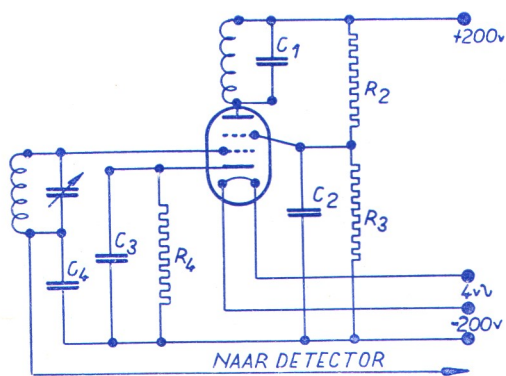 C1
+200v
R2
C2
R3
C3
R4
C4
4v~
-200v
NAAR DETECTOR